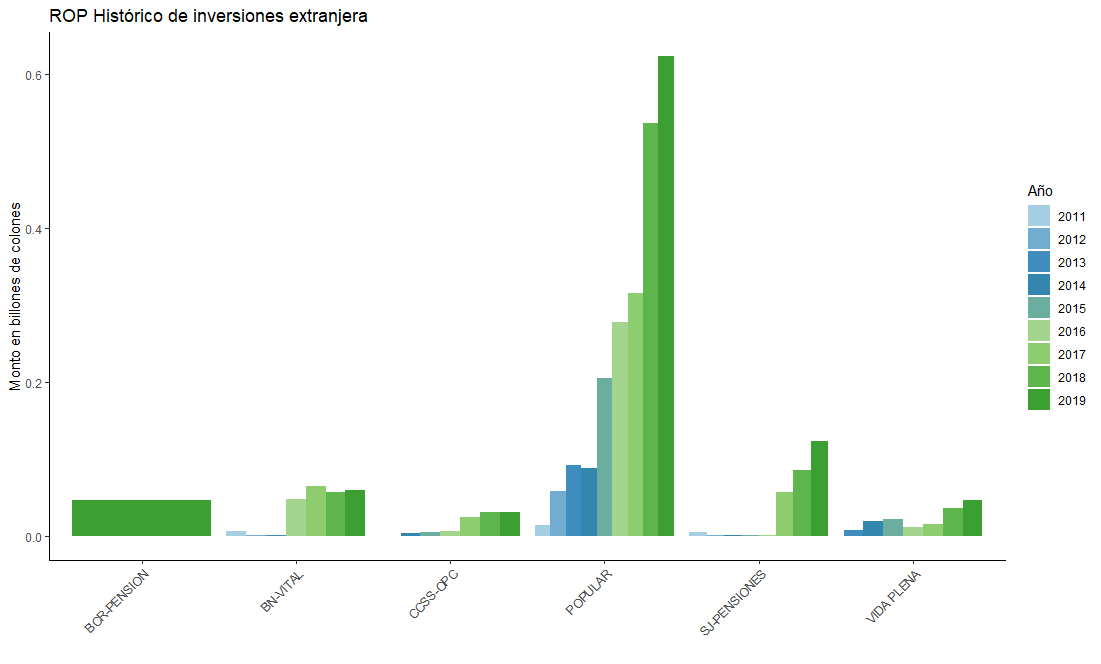 ROP Histórico de inversiones extranjera
Monto en billones de colones
0.6
0.4
0.2
0.0
BCR-PENSION
BN-VITAL
CCSS-OPC
POPULAR
SJ-PENSIONES
VIDA PLENA
Año
2011
2012
2013
2014
2015
2016
2017
2018
2019